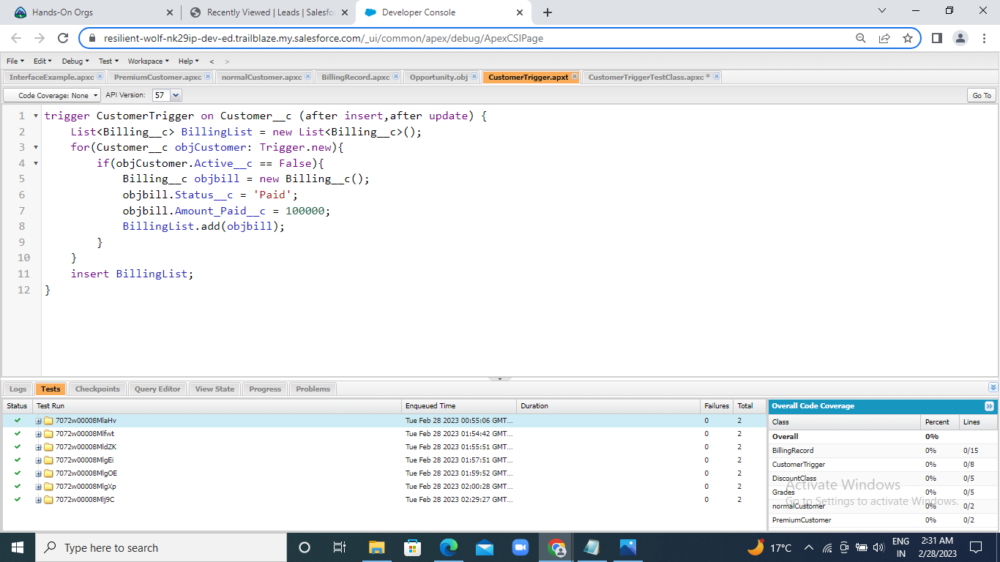 Hands-On Orgs
Recently Viewed | Leads | Salesfo
Developer Console
resilient-wolf-nk29ip-dev-ed.trailblaze.my.salesforce.com/_ui/common/apex/debug/ApexCSIPage
File Edit Debug Test Workspace Help < >
InterfaceExample.apxc PremiumCustomer.apxc normalCustomer.apxc BillingRecord.apxc Opportunity.obj CustomerTrigger.apxt CustomerTriggerTestClass.apxc *
Code Coverage: None API Version: 57 Go To
1 trigger CustomerTrigger on Customer__c (after insert,after update) {
2 List<Billing__c> BillingList = new List<Billing__c>();
3 for(Customer__c objCustomer: Trigger.new){
4 if(objCustomer.Active__c == False){
5 Billing__c objbill = new Billing__c();
6 objbill.Status__c = 'Paid';
7 objbill.Amount_Paid__c = 100000;
8 BillingList.add(objbill);
9 }
10 }
11 insert BillingList;
12 }
Logs Tests Checkpoints Query Editor View State Progress Problems
Status Test Run Enqueued Time Duration Failures Total
7072w00008MlaHv Tue Feb 28 2023 00:55:06 GMT... 0 2
7072w00008Mlfwt Tue Feb 28 2023 01:54:42 GMT... 0 2
7072w00008MldZK Tue Feb 28 2023 01:55:51 GMT... 0 2
7072w00008MlgEi Tue Feb 28 2023 01:57:51 GMT... 0 2
7072w00008MlgOE Tue Feb 28 2023 01:59:52 GMT... 0 2
7072w00008MlgXp Tue Feb 28 2023 02:00:28 GMT... 0 2
7072w00008Mlj9C Tue Feb 28 2023 02:29:27 GMT... 0 2
Overall Code Coverage
Class Percent Lines
Overall 0%
BillingRecord 0% 0/15
CustomerTrigger 0% 0/8
DiscountClass 0% 0/5
Grades 0% 0/5
normalCustomer 0% 0/2
PremiumCustomer 0% 0/2
Activate Windows
Go to Settings to activate Windows.
Type here to search
17°C
ENG
IN
2:31 AM
2/28/2023